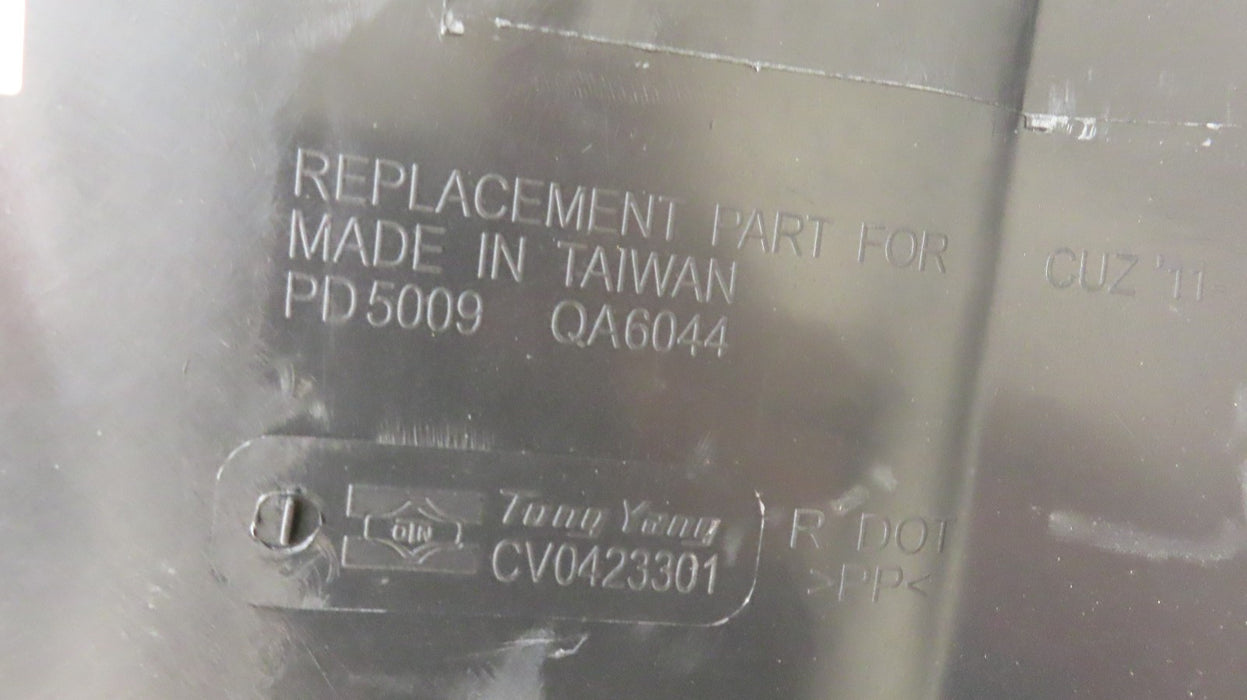 REPLACEMENT PART FOR CUZ '11-
MADE IN TAIWAN
PD5009 QA6044
Tong Yang
CV0423301
R DOT
>PP<